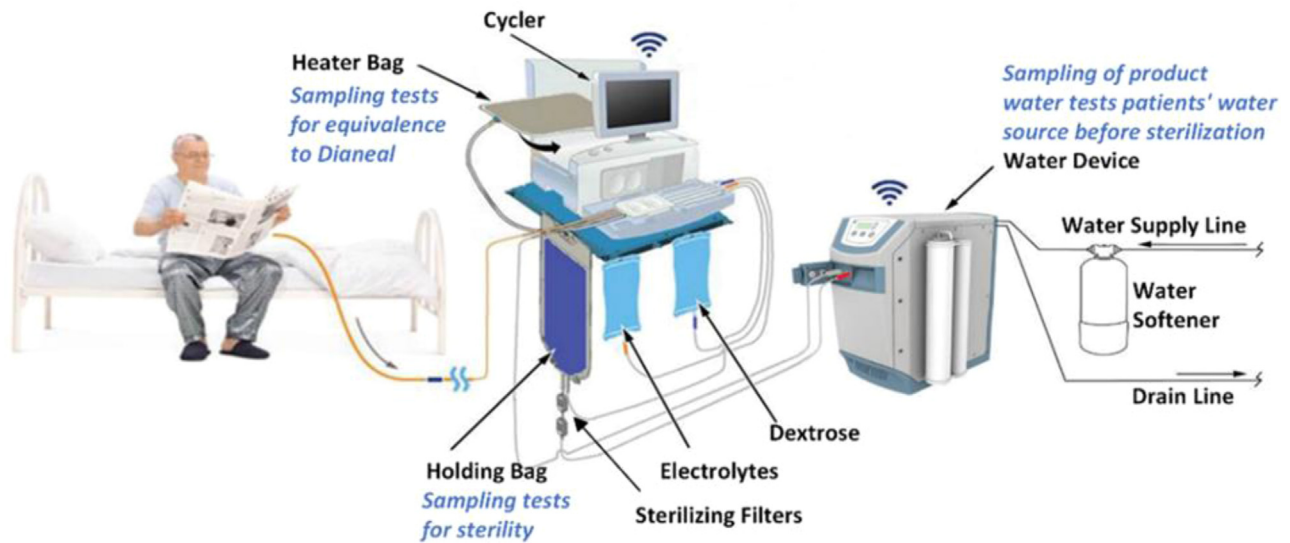 Cycler
Heater Bag
Sampling tests
for equivalence
to Dianeal
Sampling of product
water tests patients' water
source before sterilization
Water Device
Water Supply Line
Water
Softener
Drain Line
Dextrose
Electrolytes
Sterilizing Filters
Holding Bag
Sampling tests
for sterility